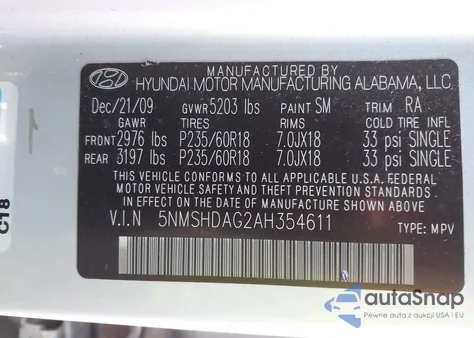 MANUFACTURED BY
HYUNDAI MOTOR MANUFACTURING ALABAMA, LLC
Dec/21/09 GVWR 5203 lbs PAINT SM TRIM RA
GAWR TIRES RIMS COLD TIRE INFL
FRONT 2976 lbs P235/60R18 7.0JX18 33 psi SINGLE
REAR 3197 lbs P235/60R18 7.0JX18 33 psi SINGLE
THIS VEHICLE CONFORMS TO ALL APPLICABLE U.S.A. FEDERAL
MOTOR VEHICLE SAFETY AND THEFT PREVENTION STANDARDS
IN EFFECT ON THE DATE OF MANUFACTURE SHOWN ABOVE.
V.I.N 5NMSHDAG2AH354611
TYPE: MPV
C18
autoSnap
Pewne auta z aukcji USA i EU